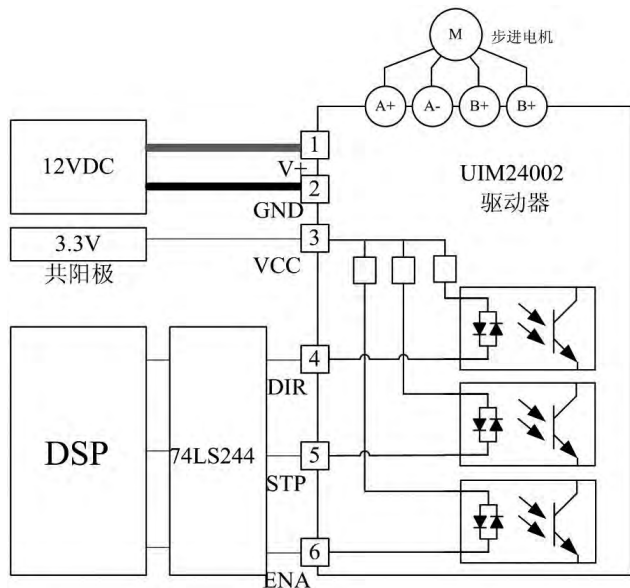 M
步进电机
A+
A-
B+
B+
12VDC
1
V+
2
GND
UIM24002
驱动器
3.3V
共阳极
3
VCC
DSP
74LS244
4
DIR
5
STP
6
ENA